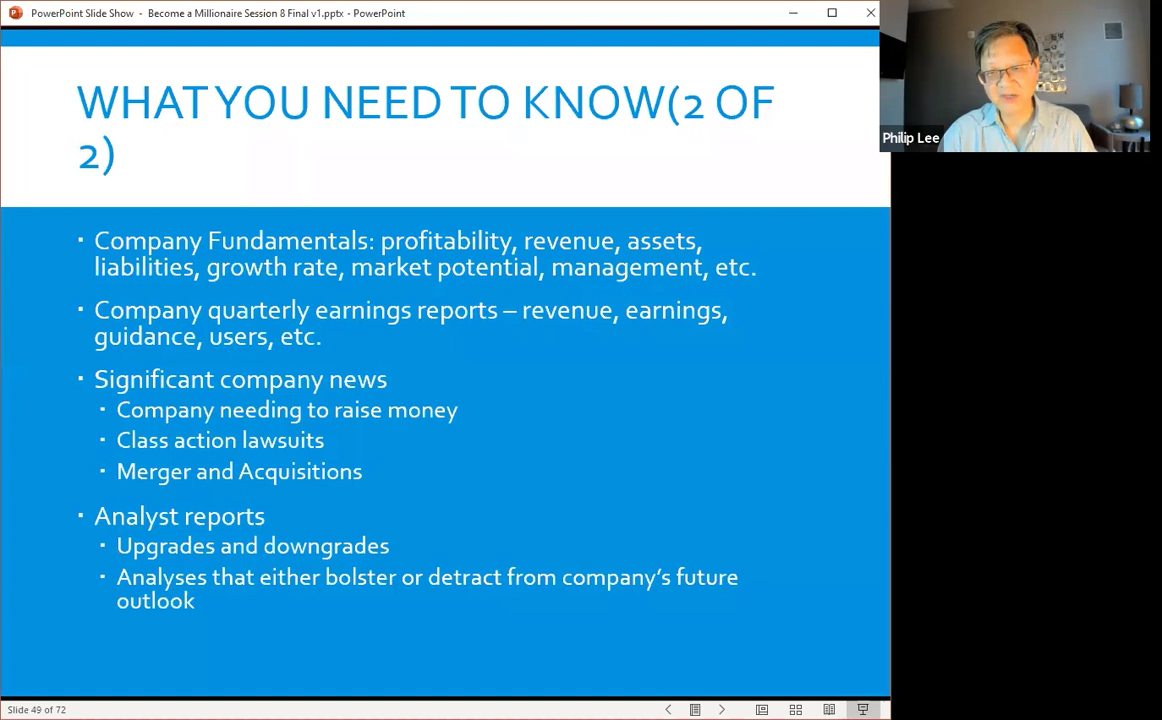 PowerPoint Slide Show - Become a Millionaire Session 8 Final v1.pptx - PowerPoint
WHAT YOU NEED TO KNOW(2 OF
2)
Philip Lee
▪ Company Fundamentals: profitability, revenue, assets,
liabilities, growth rate, market potential, management, etc.
▪ Company quarterly earnings reports – revenue, earnings,
guidance, users, etc.
▪ Significant company news
▪ Company needing to raise money
▪ Class action lawsuits
▪ Merger and Acquisitions
▪ Analyst reports
▪ Upgrades and downgrades
▪ Analyses that either bolster or detract from company's future
outlook
Slide 49 of 72